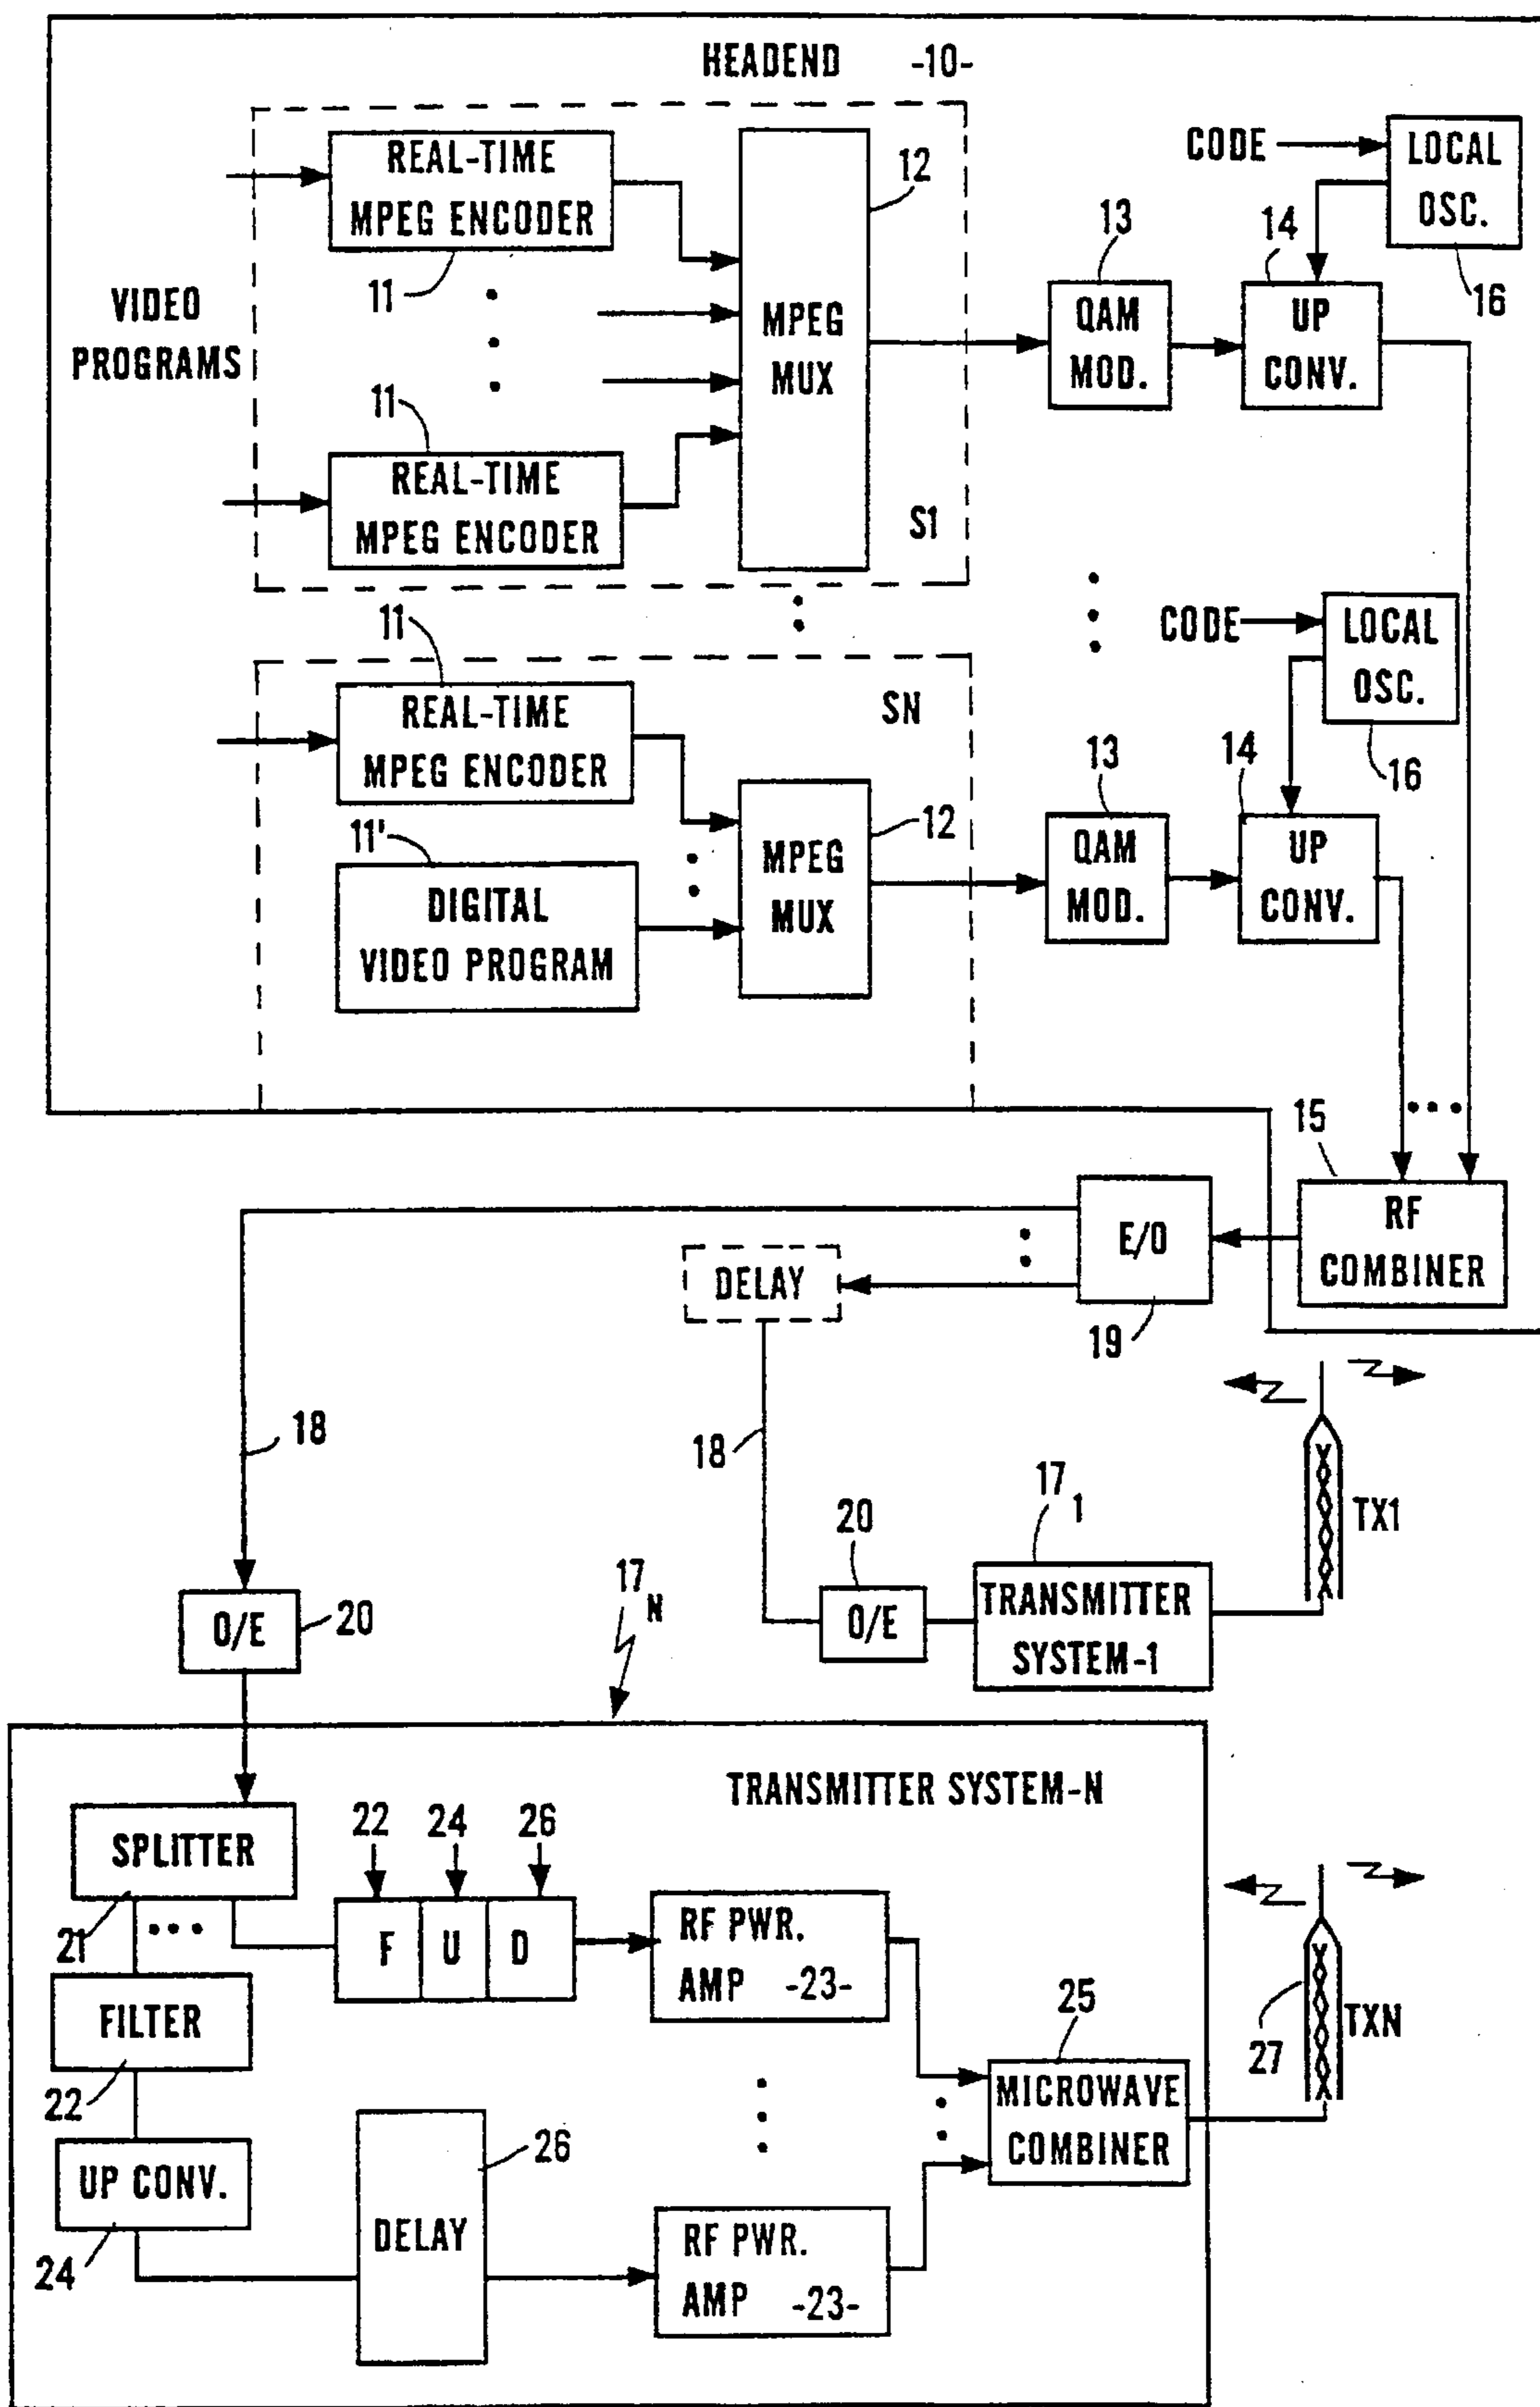 HEADEND -10-
REAL-TIME
MPEG ENCODER
11
VIDEO
PROGRAMS
11
REAL-TIME
MPEG ENCODER
MPEG
MUX
12
S1
13
QAM
MOD.
14
UP
CONV.
CODE
LOCAL
OSC.
16
11
REAL-TIME
MPEG ENCODER
SN
11'
DIGITAL
VIDEO PROGRAM
MPEG
MUX
12
13
QAM
MOD.
14
UP
CONV.
CODE
LOCAL
OSC.
16
15
RF
COMBINER
E/O
19
DELAY
18
18
20
O/E
17 1
TRANSMITTER
SYSTEM-1
TX1
O/E
20
17 N
TRANSMITTER SYSTEM-N
SPLITTER
21
22
24
26
F U D
RF PWR.
AMP -23-
FILTER
22
25
MICROWAVE
COMBINER
27
TXN
UP CONV.
24
26
DELAY
RF PWR.
AMP -23-